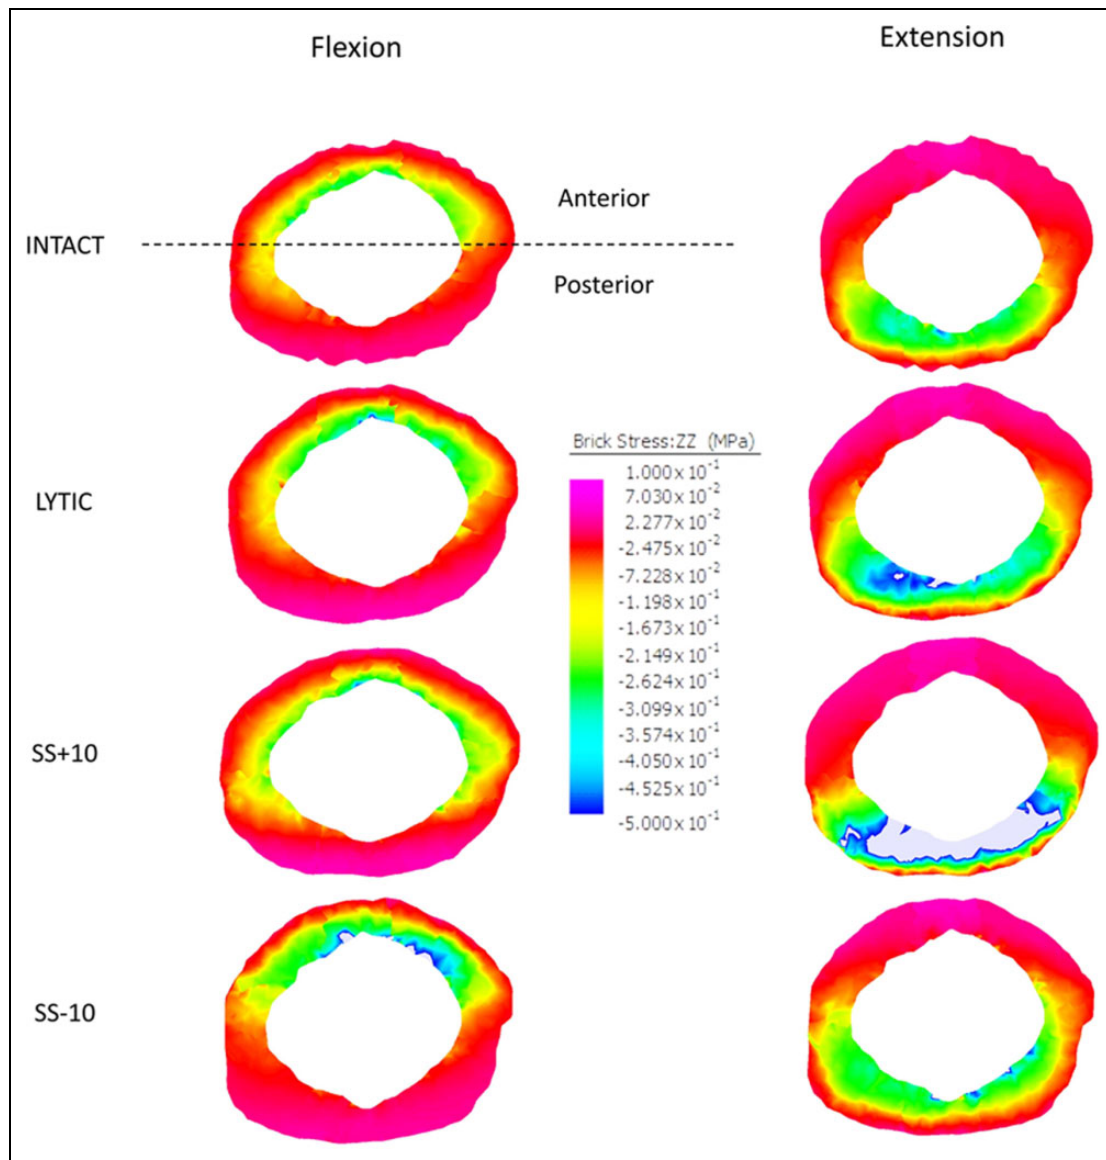 Flexion
Extension
INTACT
Anterior
Posterior
LYTIC
Brick Stress:ZZ (MPa)
1.000x10⁻¹
7.030x10⁻²
2.277x10⁻²
-2.475x10⁻²
-7.228x10⁻²
-1.198x10⁻¹
-1.673x10⁻¹
-2.149x10⁻¹
-2.624x10⁻¹
-3.099x10⁻¹
-3.574x10⁻¹
-4.050x10⁻¹
-4.525x10⁻¹
-5.000x10⁻¹
SS+10
SS-10